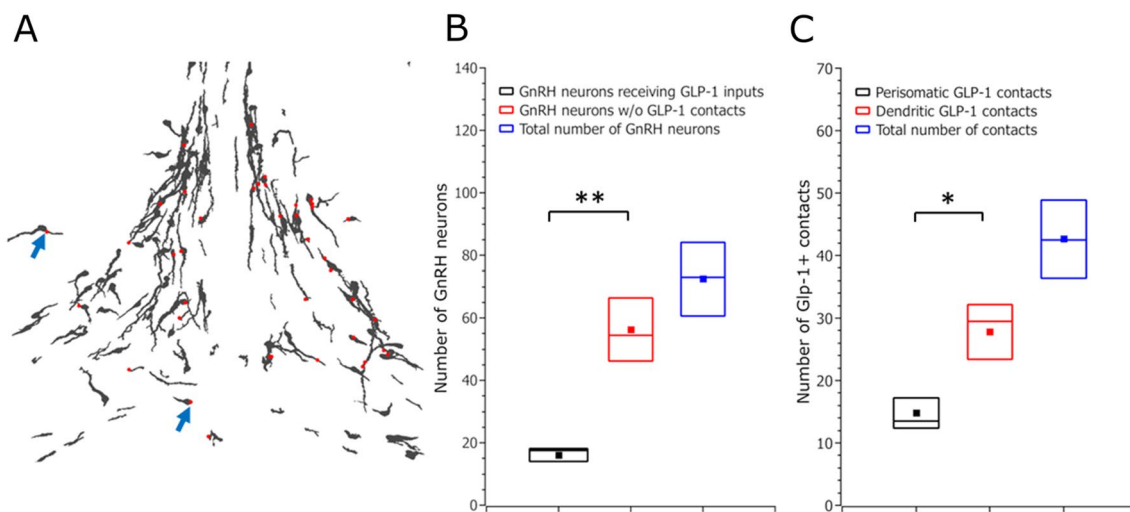 A
B
C
140
120
100
80
60
40
20
0
Number of GnRH neurons
GnRH neurons receiving GLP-1 inputs
GnRH neurons w/o GLP-1 contacts
Total number of GnRH neurons
**
70
60
50
40
30
20
10
0
Number of Glp-1+ contacts
Perisomatic GLP-1 contacts
Dendritic GLP-1 contacts
Total number of contacts
*